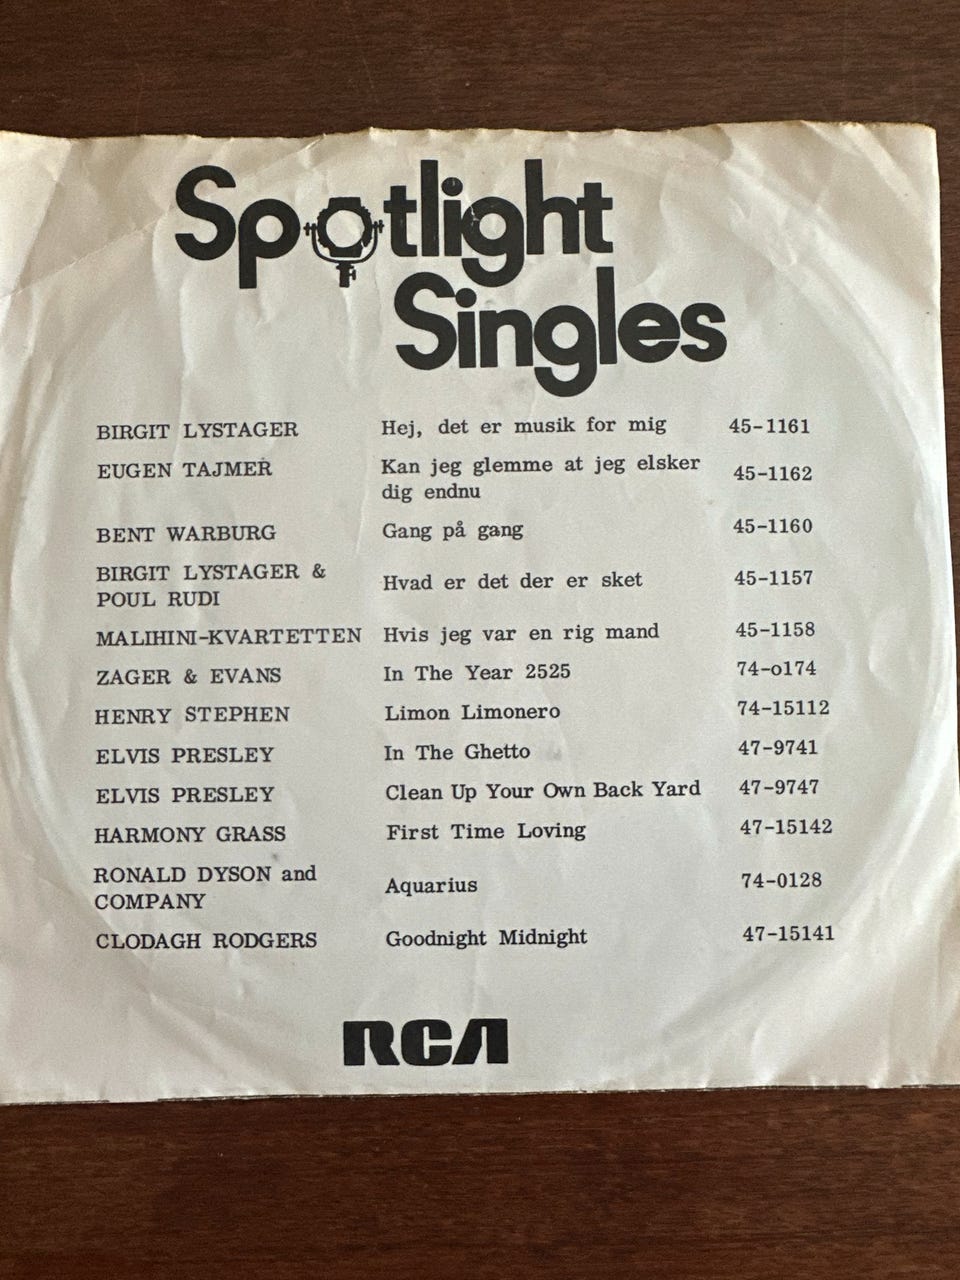 Spotlight
Singles
BIRGIT LYSTAGER Hej, det er musik for mig 45-1161
EUGEN TAJMER Kan jeg glemme at jeg elsker dig endnu 45-1162
BENT WARBURG Gang på gang 45-1160
BIRGIT LYSTAGER & POUL RUDI Hvad er det der er sket 45-1157
MALIHINI-KVARTETTEN Hvis jeg var en rig mand 45-1158
ZAGER & EVANS In The Year 2525 74-o174
HENRY STEPHEN Limon Limonero 74-15112
ELVIS PRESLEY In The Ghetto 47-9741
ELVIS PRESLEY Clean Up Your Own Back Yard 47-9747
HARMONY GRASS First Time Loving 47-15142
RONALD DYSON and COMPANY Aquarius 74-0128
CLODAGH RODGERS Goodnight Midnight 47-15141
RCA